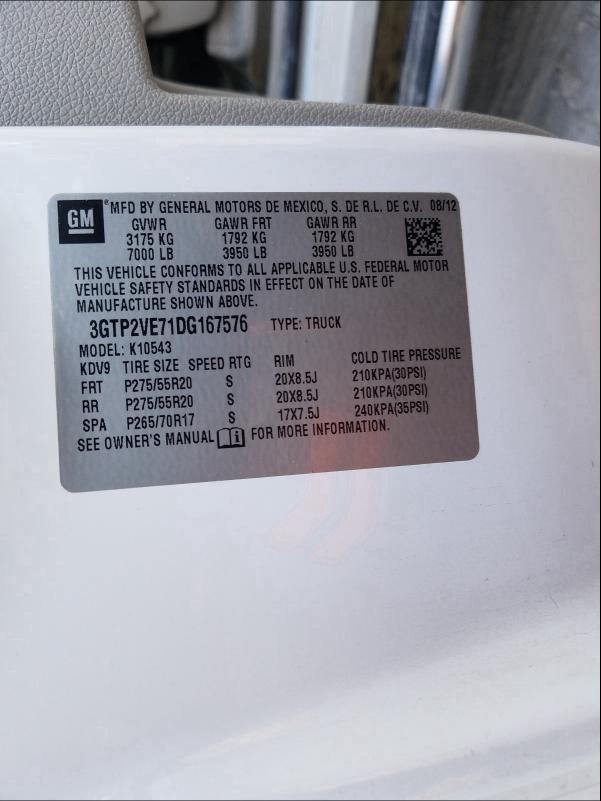 GM ®MFD BY GENERAL MOTORS DE MEXICO, S. DE R.L. DE C.V. 08/12
GVWR GAWR FRT GAWR RR
3175 KG 1792 KG 1792 KG
7000 LB 3950 LB 3950 LB
THIS VEHICLE CONFORMS TO ALL APPLICABLE U.S. FEDERAL MOTOR
VEHICLE SAFETY STANDARDS IN EFFECT ON THE DATE OF
MANUFACTURE SHOWN ABOVE.
3GTP2VE71DG167576 TYPE: TRUCK
MODEL: K10543
KDV9 TIRE SIZE SPEED RTG RIM COLD TIRE PRESSURE
FRT P275/55R20 S 20X8.5J 210KPA(30PSI)
RR P275/55R20 S 20X8.5J 210KPA(30PSI)
SPA P265/70R17 S 17X7.5J 240KPA(35PSI)
SEE OWNER'S MANUAL i FOR MORE INFORMATION.